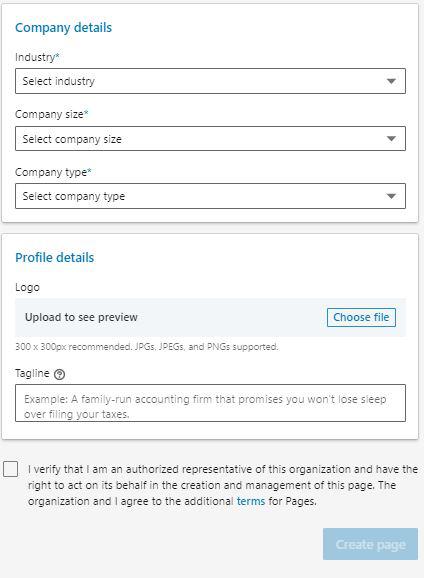 Company details
Industry*
Select industry
Company size*
Select company size
Company type*
Select company type
Profile details
Logo
Upload to see preview
Choose file
300 x 300px recommended. JPGs, JPEGs, and PNGs supported.
Tagline ?
Example: A family-run accounting firm that promises you won't lose sleep
over filing your taxes.
I verify that I am an authorized representative of this organization and have the
right to act on its behalf in the creation and management of this page. The
organization and I agree to the additional terms for Pages.
Create page